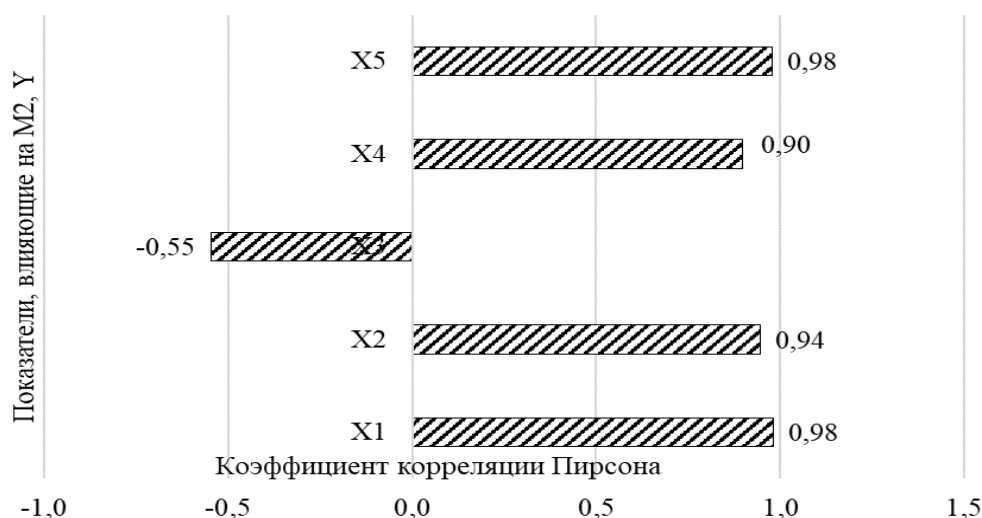 Показатели, влияющие на М2, Y
X5
0,98
X4
0,90
-0,55
X3
X2
0,94
X1
0,98
Коэффициент корреляции Пирсона
-1,0
-0,5
0,0
0,5
1,0
1,5